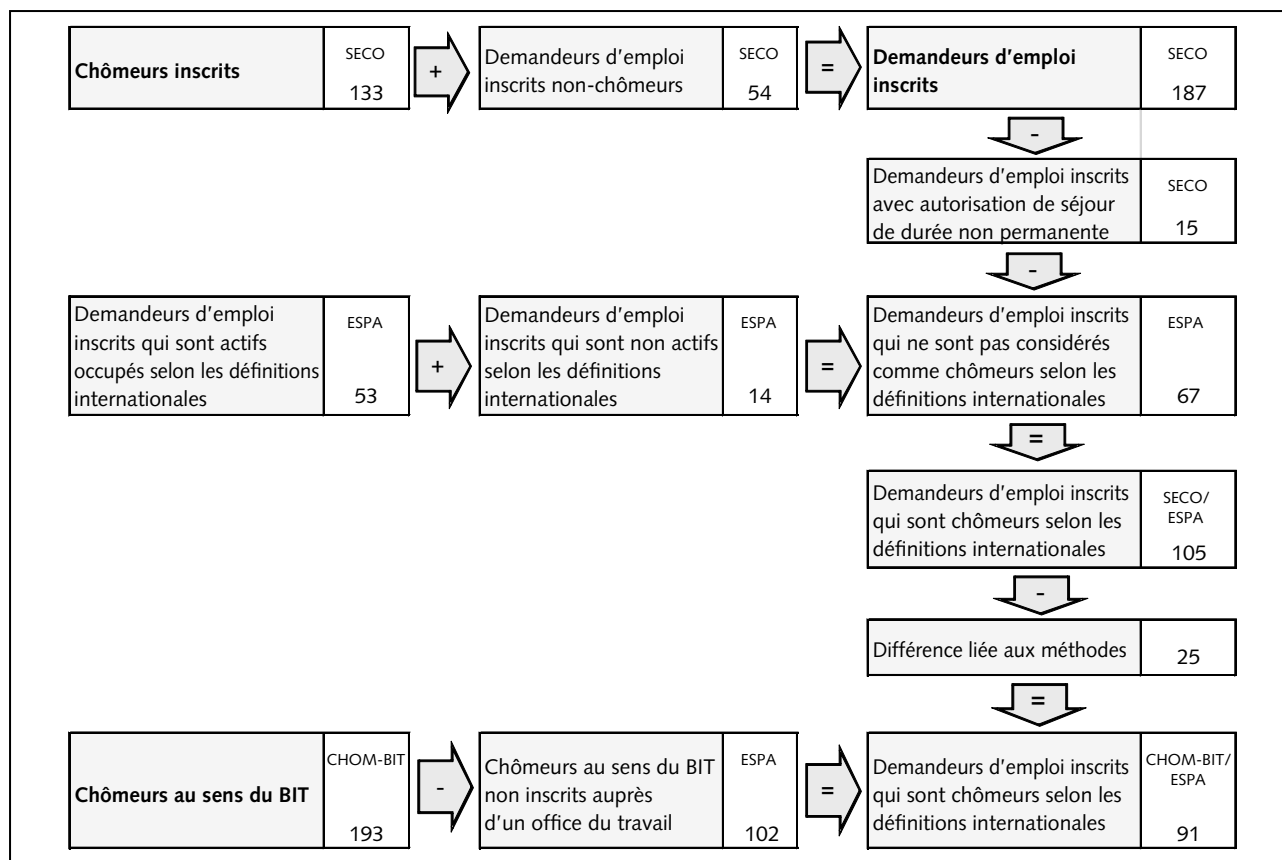 Chômeurs inscrits
SECO
133
+
Demandeurs d'emploi
inscrits non-chômeurs
SECO
54
=
Demandeurs d'emploi
inscrits
SECO
187
-
Demandeurs d'emploi inscrits
avec autorisation de séjour
de durée non permanente
SECO
15
-
Demandeurs d'emploi
inscrits qui sont actifs
occupés selon les définitions
internationales
ESPA
53
+
Demandeurs d'emploi
inscrits qui sont non actifs
selon les définitions
internationales
ESPA
14
=
Demandeurs d'emploi inscrits
qui ne sont pas considérés
comme chômeurs selon les
définitions internationales
ESPA
67
=
Demandeurs d'emploi inscrits
qui sont chômeurs selon les
définitions internationales
SECO/
ESPA
105
-
Différence liée aux méthodes
25
=
Chômeurs au sens du BIT
CHOM-BIT
193
-
Chômeurs au sens du BIT
non inscrits auprès
d'un office du travail
ESPA
102
=
Demandeurs d'emploi inscrits
qui sont chômeurs selon les
définitions internationales
CHOM-BIT/
ESPA
91